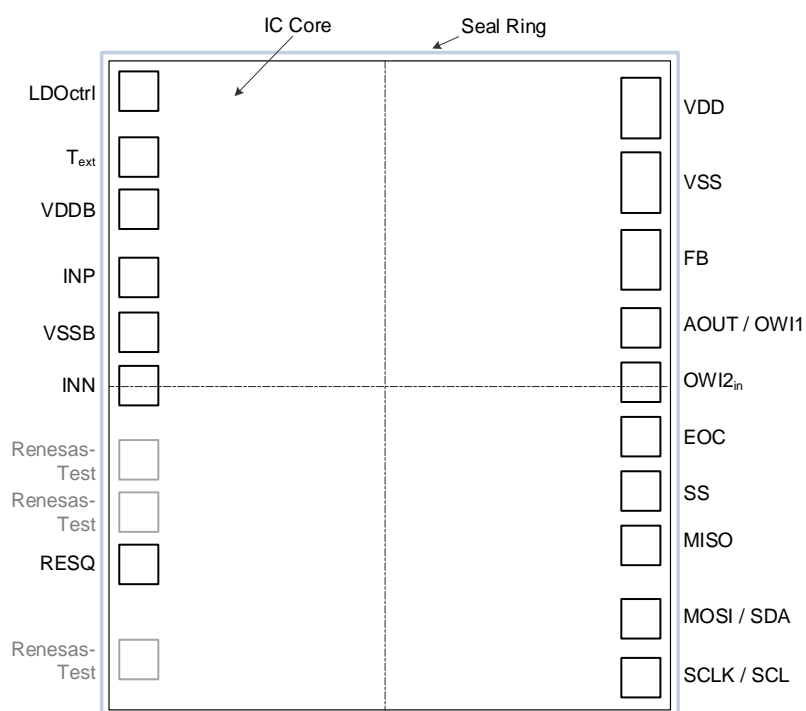 IC Core
Seal Ring
LDOctrl
Text
VDDB
INP
VSSB
INN
Renesas-
Test
Renesas-
Test
RESQ
Renesas-
Test
VDD
VSS
FB
AOUT / OWI1
OWI2in
EOC
SS
MISO
MOSI / SDA
SCLK / SCL